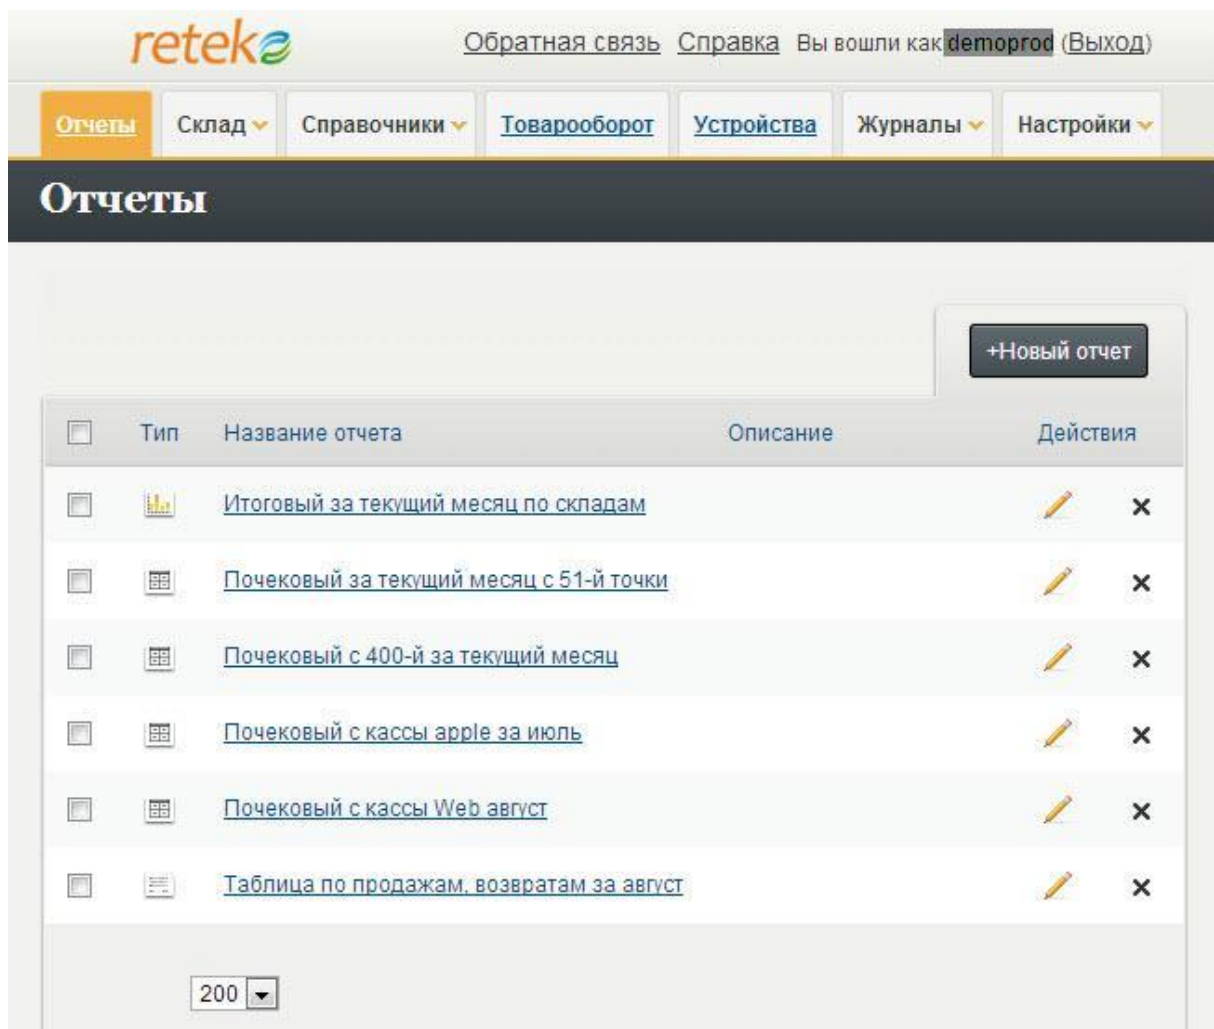 reteke
Обратная связь Справка Вы вошли как demoprod (Выход)
Отчеты Склад Справочники Товарооборот Устройства Журналы Настройки
Отчеты
+Новый отчет
Тип Название отчета Описание Действия
Итоговый за текущий месяц по складам
Почековый за текущий месяц с 51-й точки
Почековый с 400-й за текущий месяц
Почековый с кассы apple за июль
Почековый с кассы Web август
Таблица по продажам, возвратам за август
200